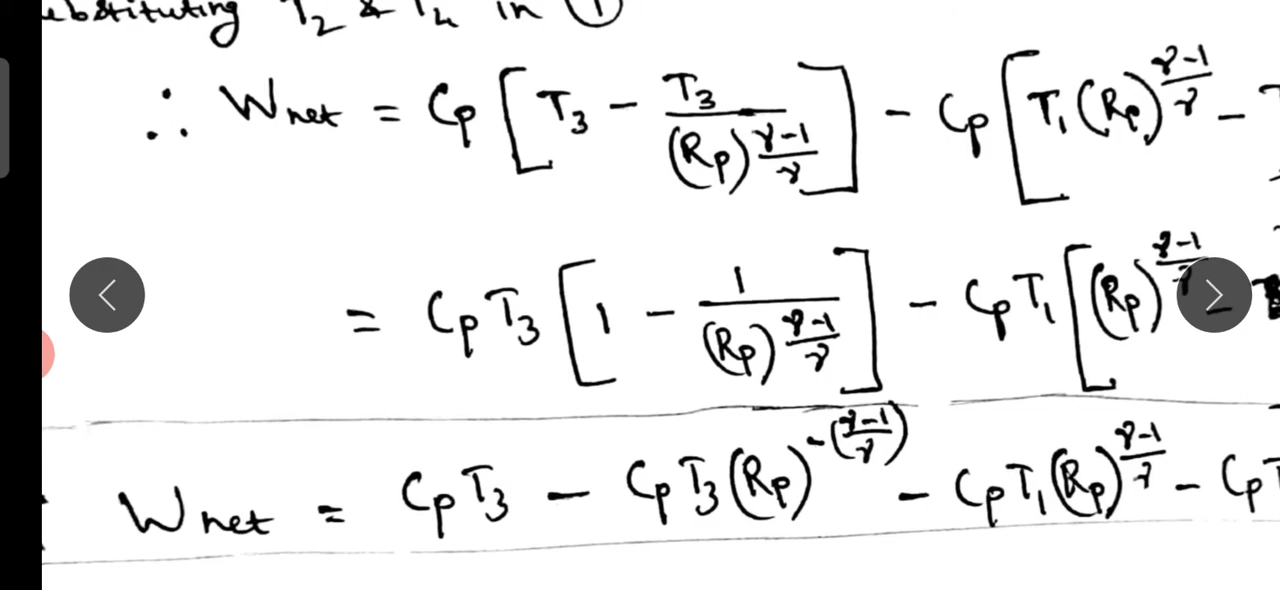 substituting T₂ & T₄ in ①
∴ Wnet = Cp [T₃ − T₃/(Rp)^((γ−1)/γ)] − Cp [T₁(Rp)^((γ−1)/γ) −
= CpT₃ [1 − 1/(Rp)^((γ−1)/γ)] − CpT₁ [(Rp)^((γ−1)/γ) −
Wnet = CpT₃ − CpT₃(Rp)^−((γ−1)/γ) − CpT₁(Rp)^((γ−1)/γ) − CpT